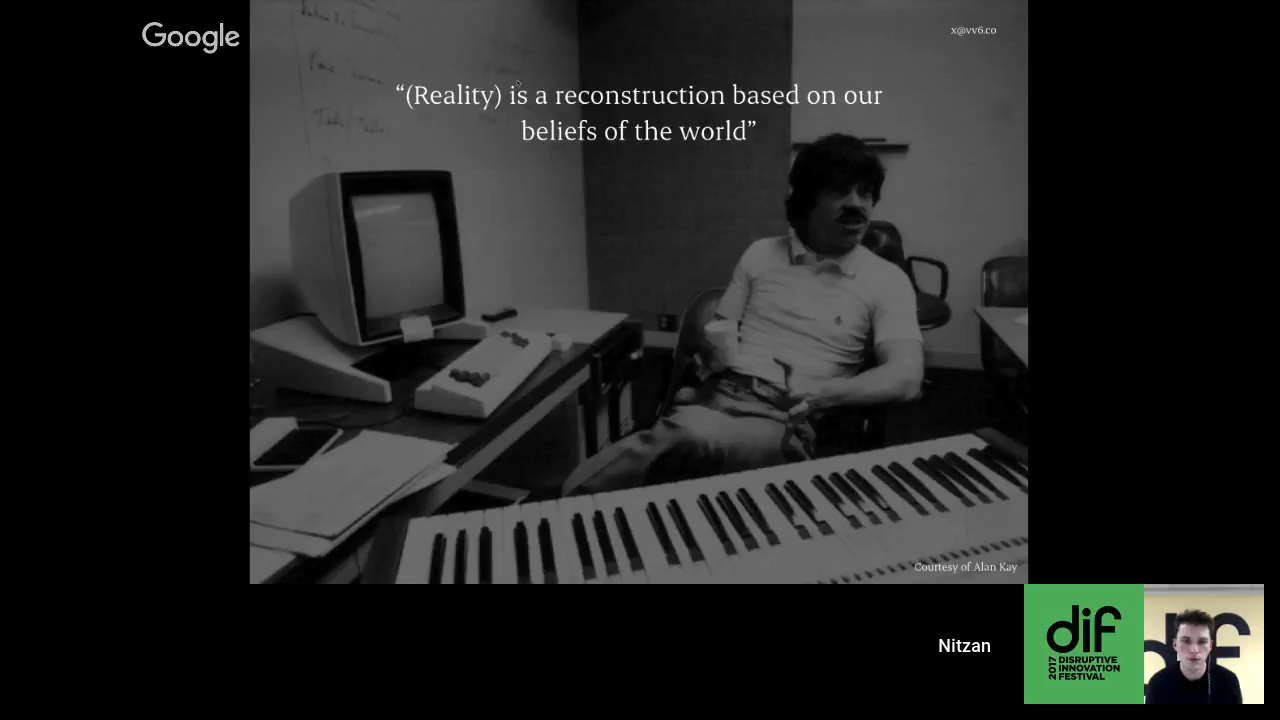 Google
x@vv6.co
“(Reality) is a reconstruction based on our
beliefs of the world”
Courtesy of Alan Kay
Nitzan
dif
2017
DISRUPTIVE
INNOVATION
FESTIVAL